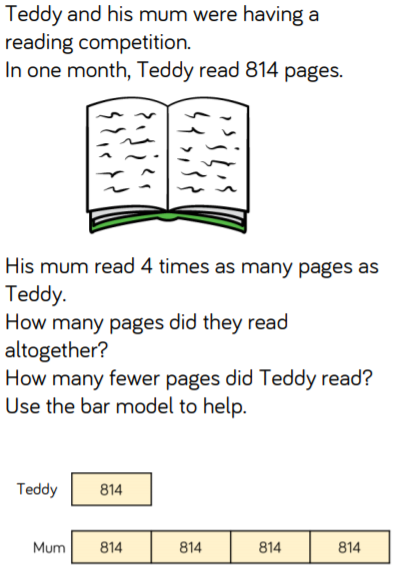 Teddy and his mum were having a
reading competition.
In one month, Teddy read 814 pages.
His mum read 4 times as many pages as
Teddy.
How many pages did they read
altogether?
How many fewer pages did Teddy read?
Use the bar model to help.
Teddy 814
Mum 814 814 814 814